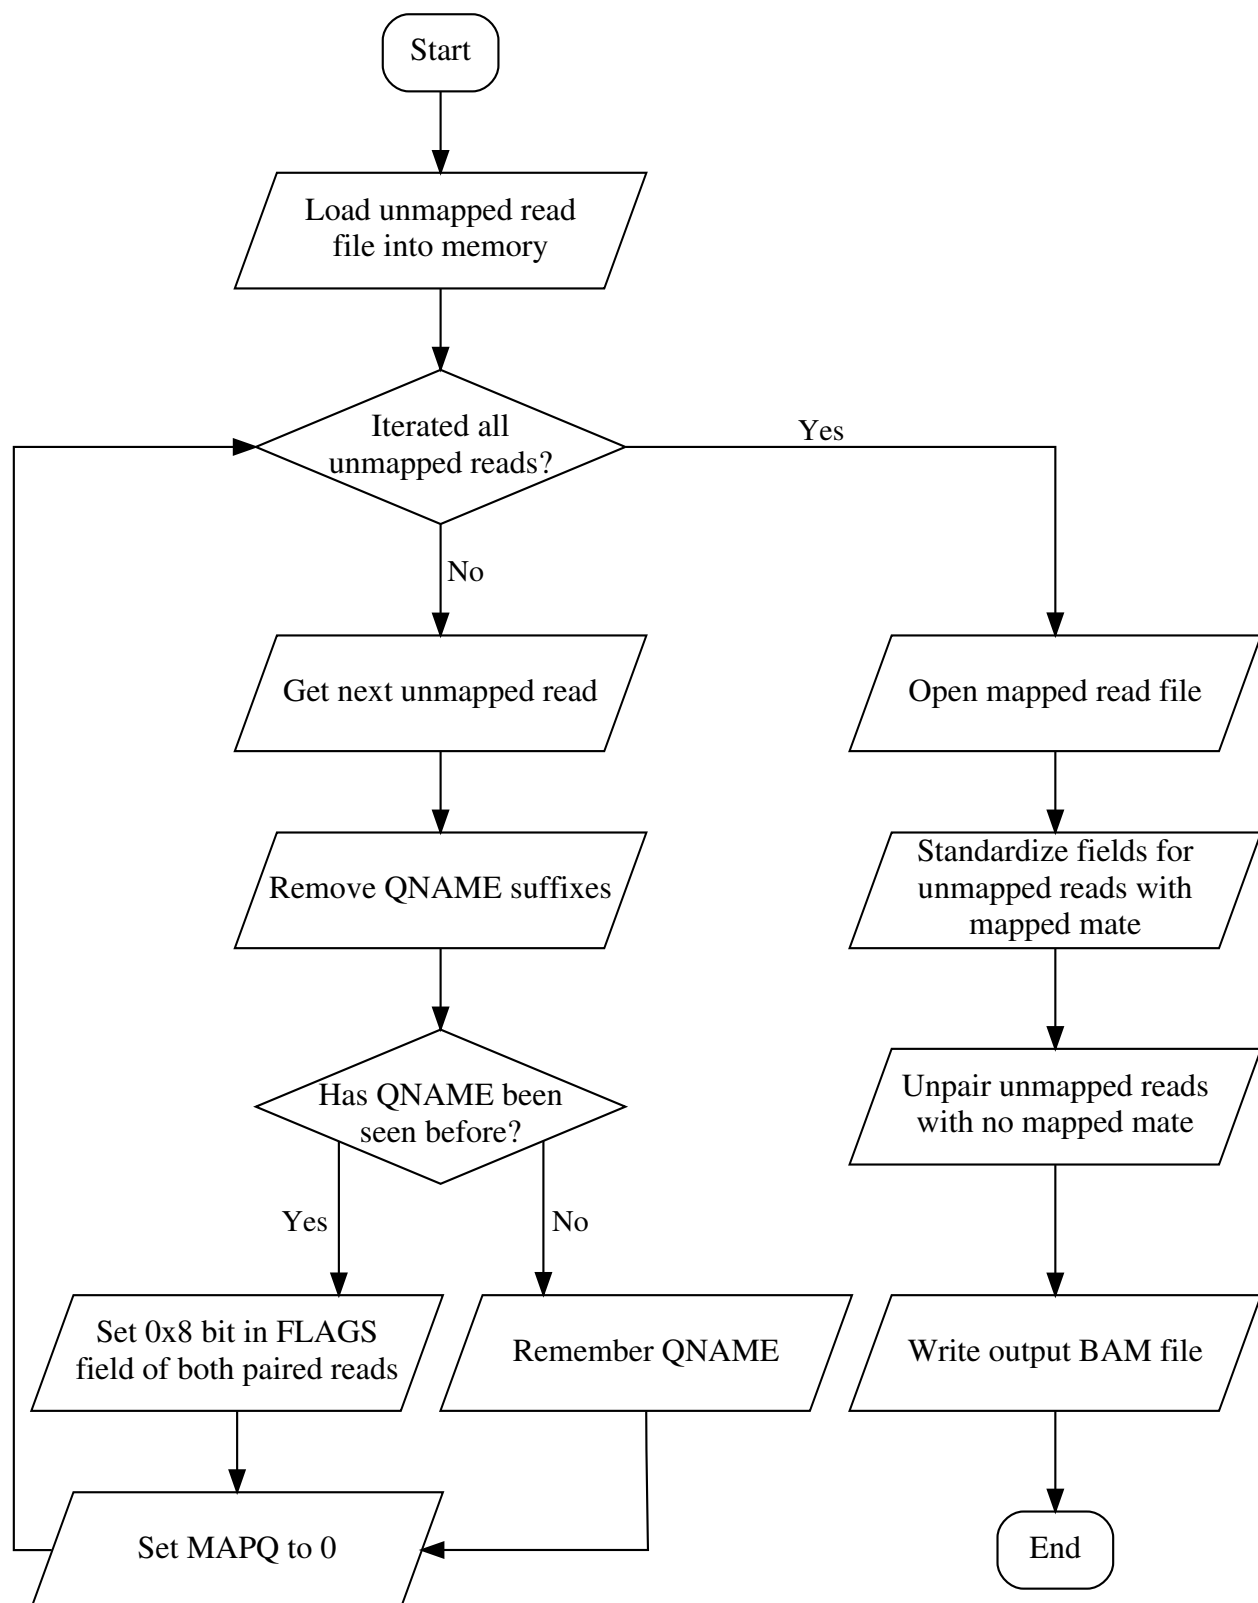 Start
Load unmapped read
file into memory
Iterated all
unmapped reads?
Yes
No
Get next unmapped read
Open mapped read file
Remove QNAME suffixes
Standardize fields for
unmapped reads with
mapped mate
Has QNAME been
seen before?
Unpair unmapped reads
with no mapped mate
Yes
No
Set 0x8 bit in FLAGS
field of both paired reads
Remember QNAME
Write output BAM file
Set MAPQ to 0
End